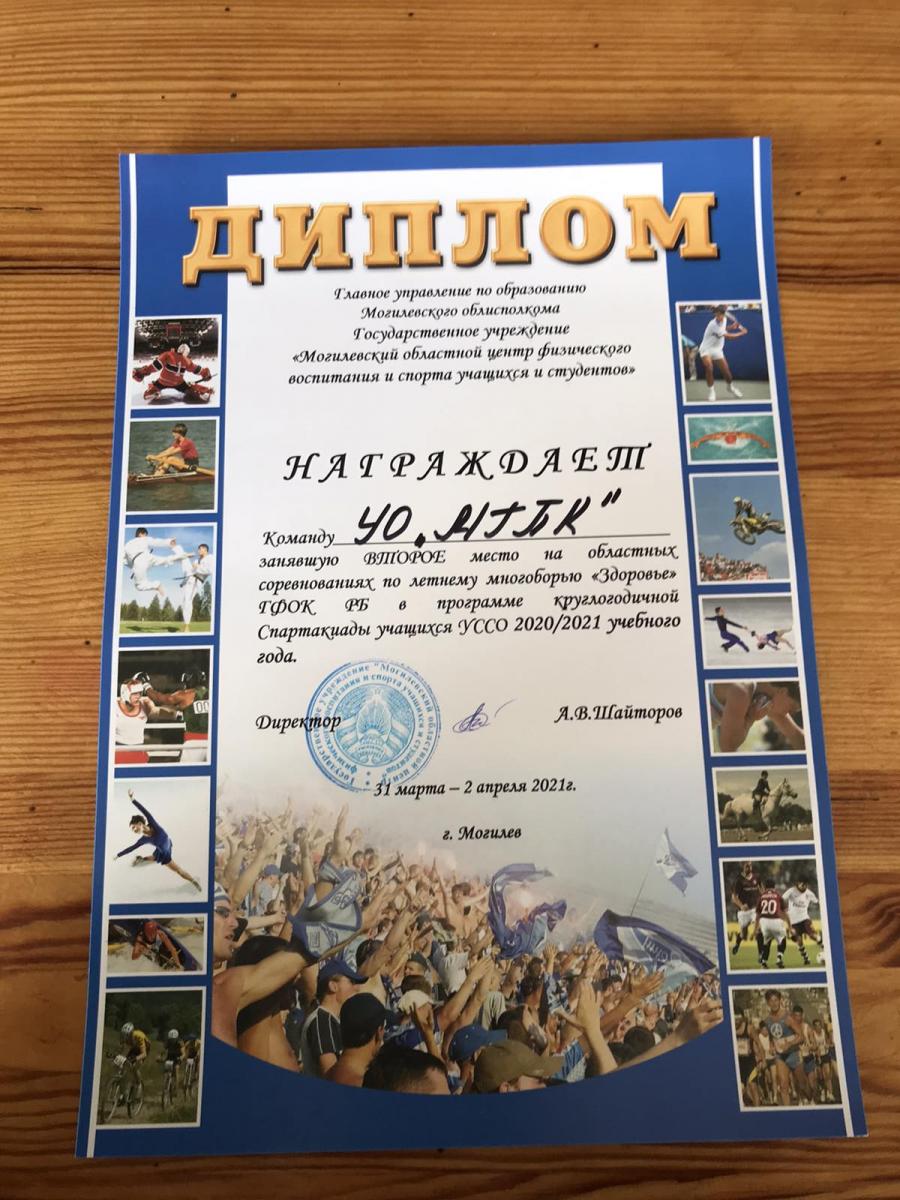 ДИПЛОМ
Главное управление по образованию
Могилевского облисполкома
Государственное учреждение
«Могилевский областной центр физического
воспитания и спорта учащихся и студентов»
НАГРАЖДАЕТ
Команду УО „МГПК"
занявшую ВТОРОЕ место на областных
соревнованиях по летнему многоборью «Здоровье»
ГФОК РБ в программе круглогодичной
Спартакиады учащихся УССО 2020/2021 учебного
года.
Директор А.В.Шайторов
31 марта – 2 апреля 2021г.
г. Могилев
20